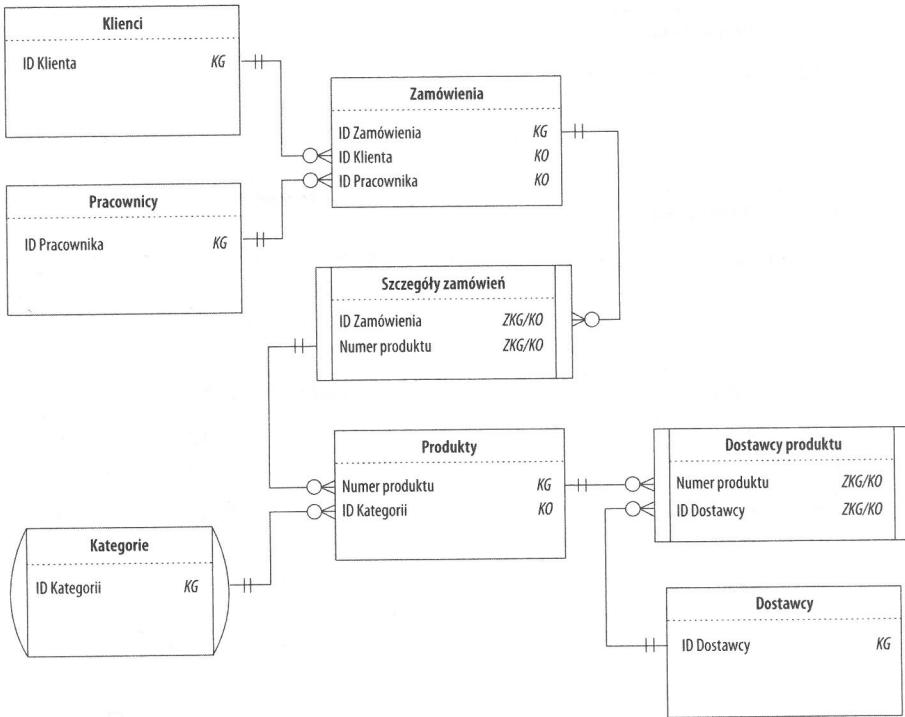 Klienci
ID Klienta KG
Zamówienia
ID Zamówienia KG
ID Klienta KO
ID Pracownika KO
Pracownicy
ID Pracownika KG
Szczegóły zamówień
ID Zamówienia ZKG/KO
Numer produktu ZKG/KO
Produkty
Numer produktu KG
ID Kategorii KO
Dostawcy produktu
Numer produktu ZKG/KO
ID Dostawcy ZKG/KO
Kategorie
ID Kategorii KG
Dostawcy
ID Dostawcy KG